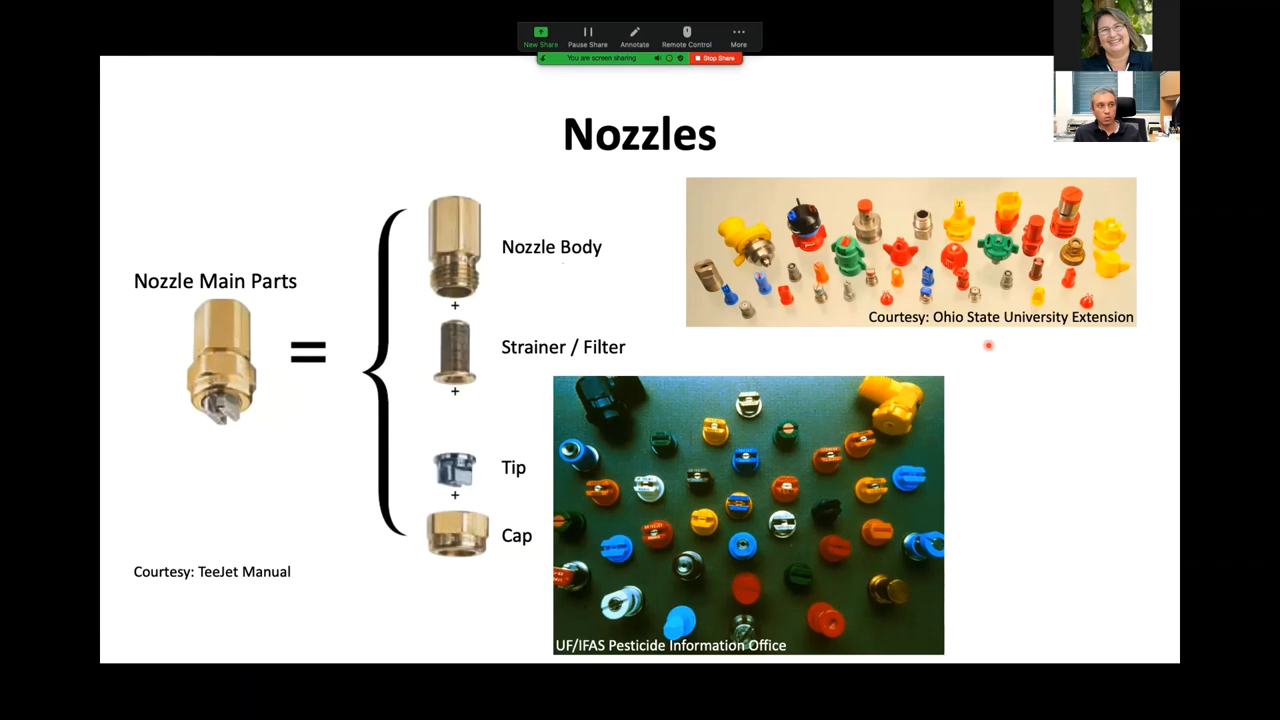 New Share
Pause Share
Annotate
Remote Control
More
You are screen sharing
Stop Share
Nozzles
Nozzle Main Parts
=
Nozzle Body
+
Strainer / Filter
+
Tip
+
Cap
Courtesy: TeeJet Manual
Courtesy: Ohio State University Extension
UF/IFAS Pesticide Information Office